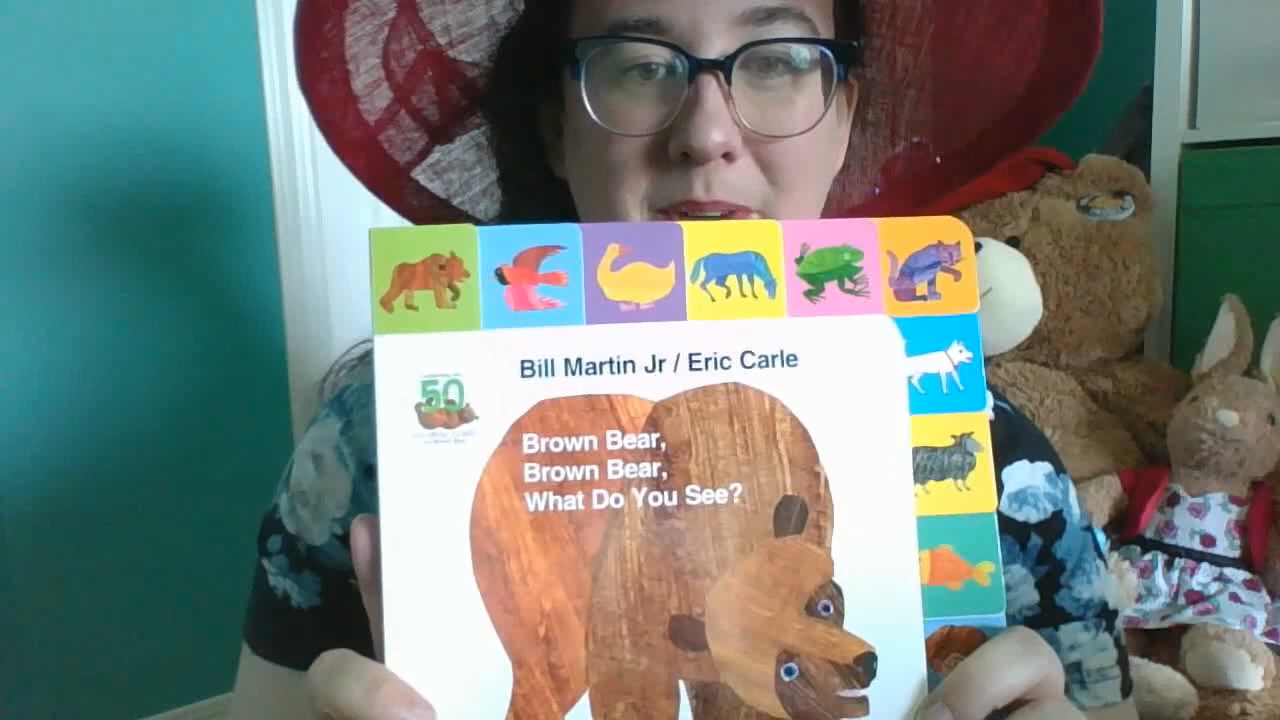 Bill Martin Jr / Eric Carle
50
Brown Bear,
Brown Bear,
What Do You See?